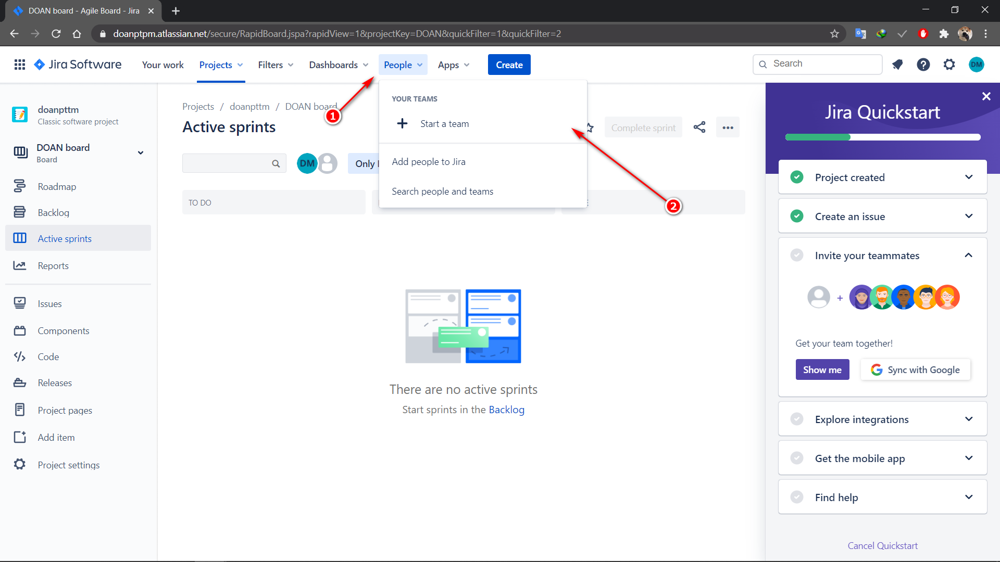 DOAN board - Agile Board - Jira
doanptpm.atlassian.net/secure/RapidBoard.jspa?rapidView=1&projectKey=DOAN&quickFilter=1&quickFilter=2
Jira Software
Your work
Projects
Filters
Dashboards
People
Apps
Create
Search
DM
doanpttm
Classic software project
DOAN board
Board
Roadmap
Backlog
Active sprints
Reports
Issues
Components
Code
Releases
Project pages
Add item
Project settings
Projects / doanpttm / DOAN board
Active sprints
1
YOUR TEAMS
Start a team
Add people to Jira
Search people and teams
Complete sprint
2
DM
Only
TO DO
There are no active sprints
Start sprints in the Backlog
Jira Quickstart
Project created
Create an issue
Invite your teammates
+
Get your team together!
Show me
Sync with Google
Explore integrations
Get the mobile app
Find help
Cancel Quickstart